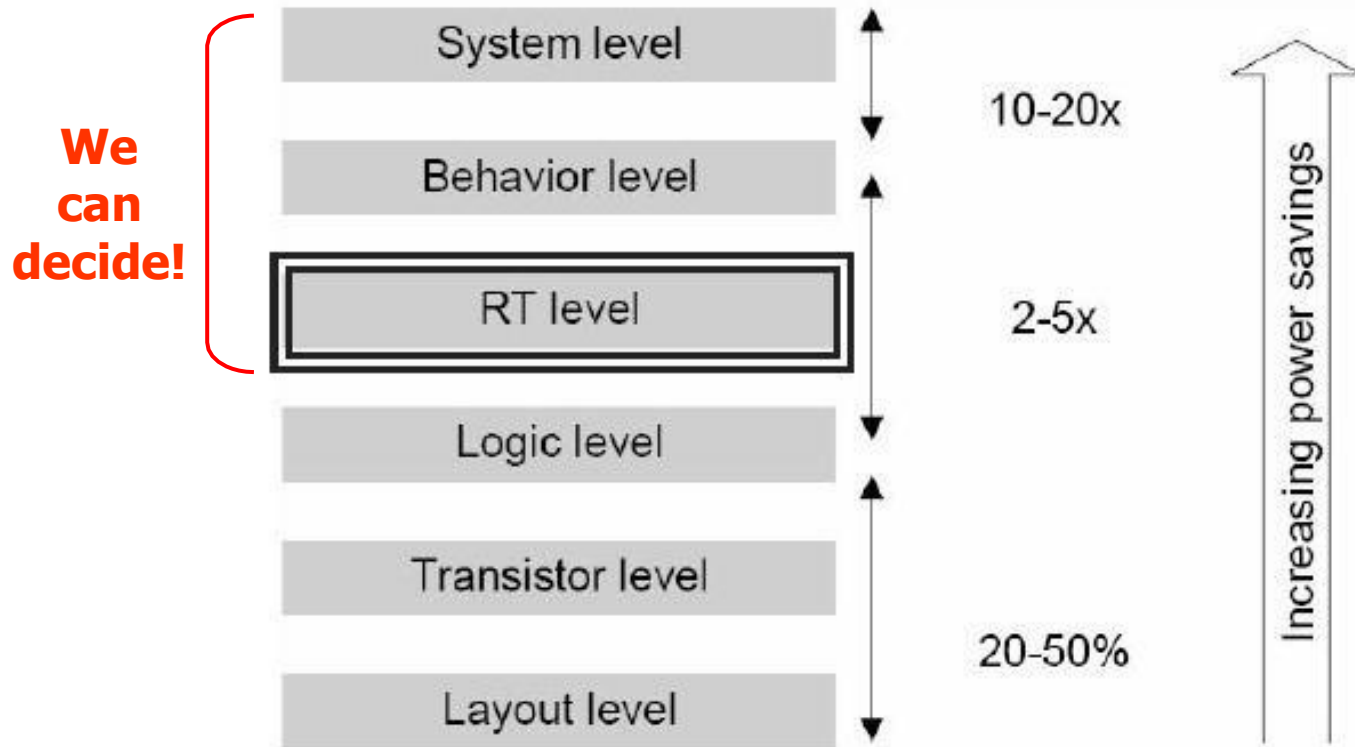 We
can
decide!
System level
Behavior level
RT level
Logic level
Transistor level
Layout level
10-20x
2-5x
20-50%
Increasing power savings